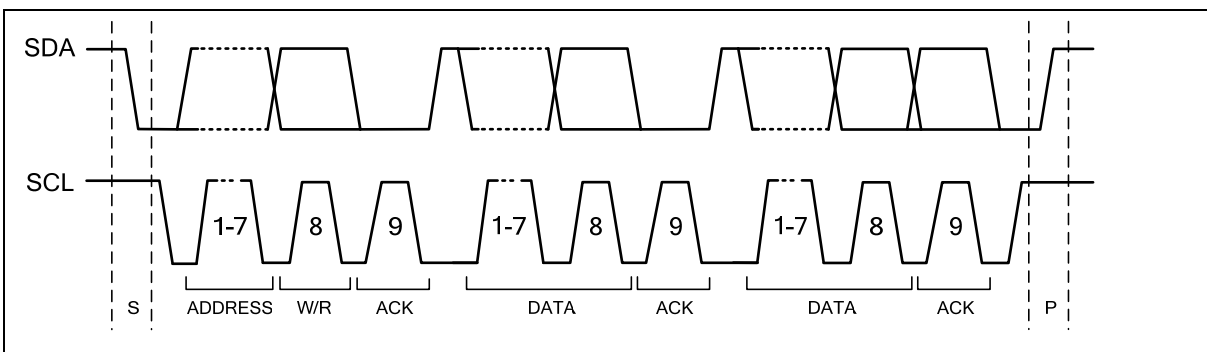 SDA
SCL
1-7 8 9 1-7 8 9 1-7 8 9
S ADDRESS W/R ACK DATA ACK DATA ACK P